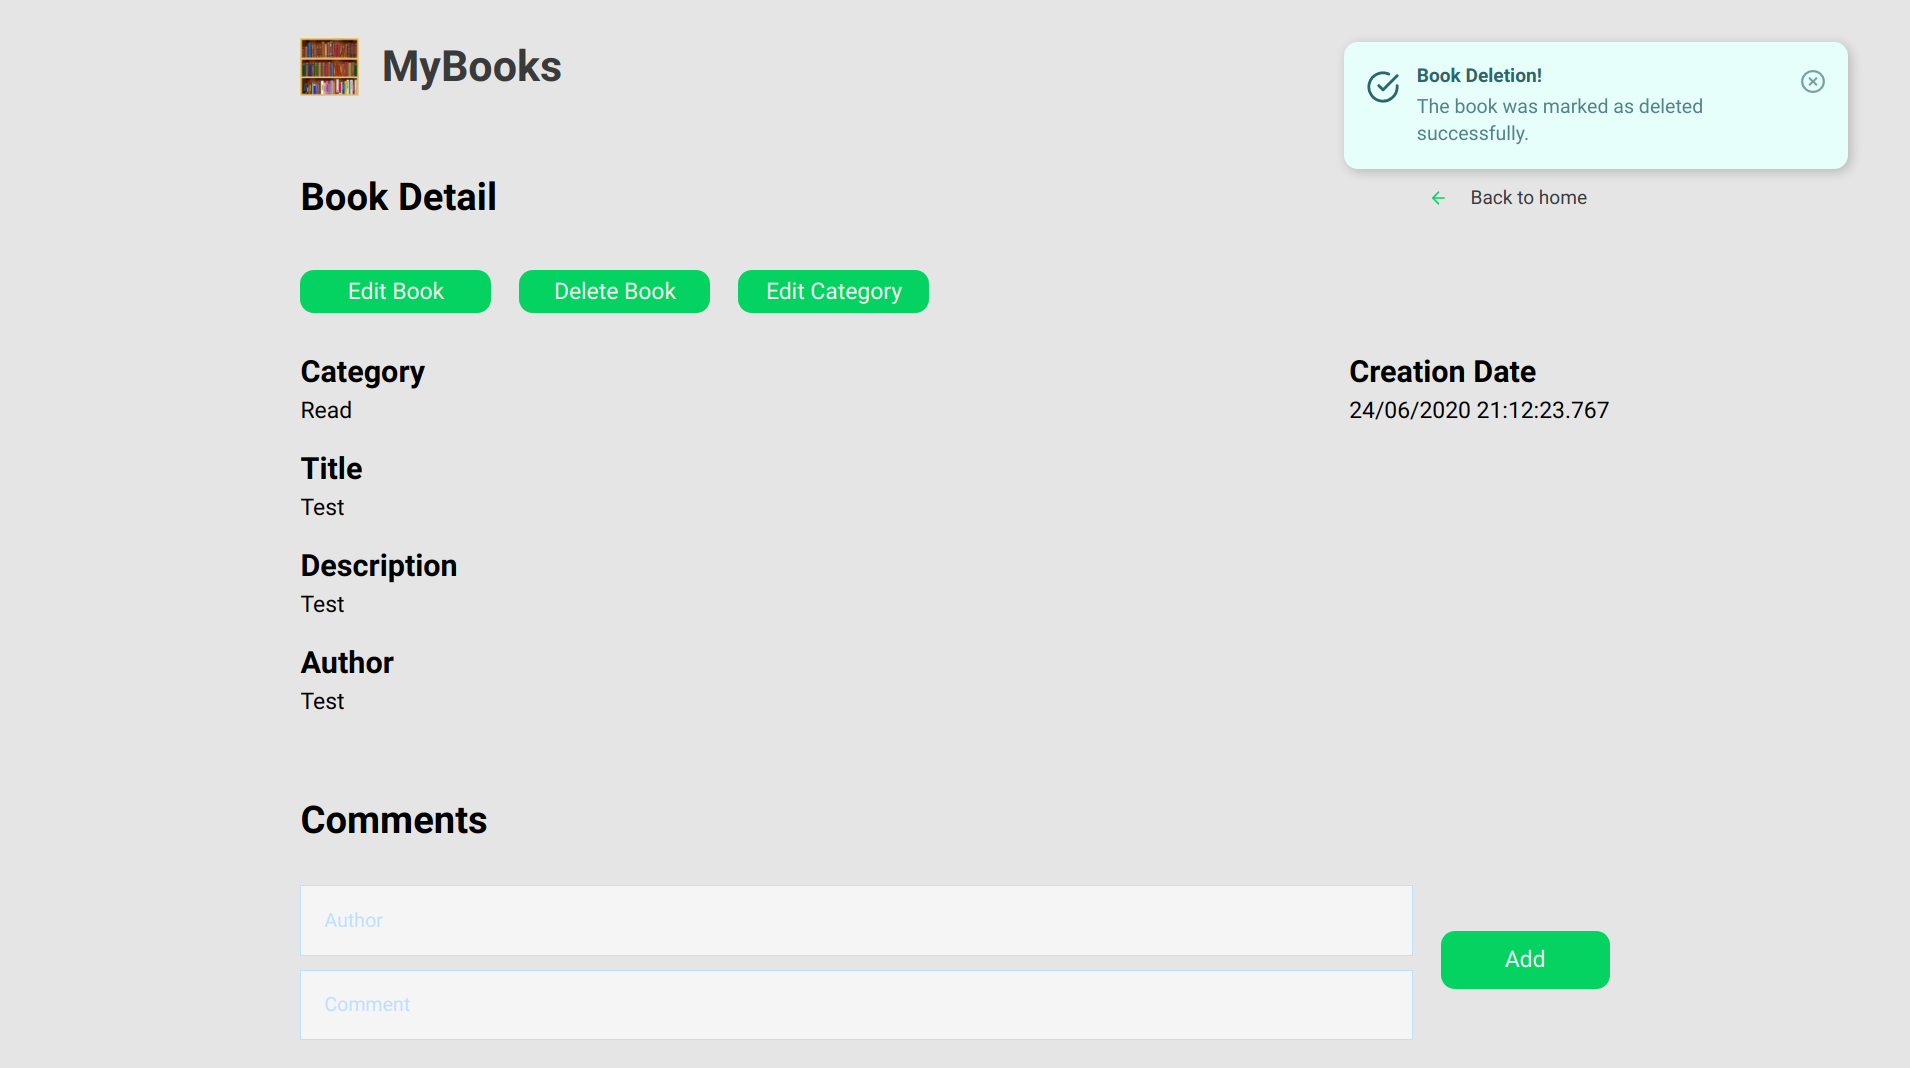 MyBooks
Book Deletion!
The book was marked as deleted
successfully.
Book Detail
Back to home
Edit Book
Delete Book
Edit Category
Category
Read
Creation Date
24/06/2020 21:12:23.767
Title
Test
Description
Test
Author
Test
Comments
Author
Comment
Add